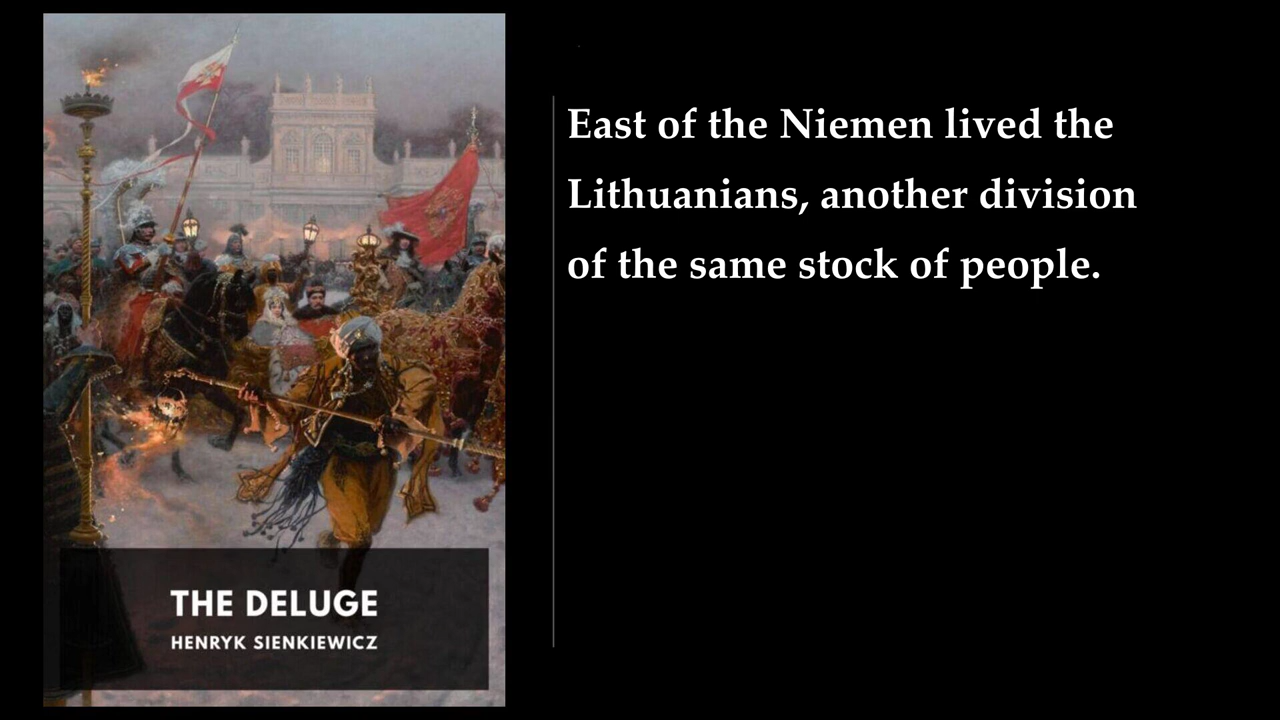 East of the Niemen lived the
Lithuanians, another division
of the same stock of people.
THE DELUGE
HENRYK SIENKIEWICZ